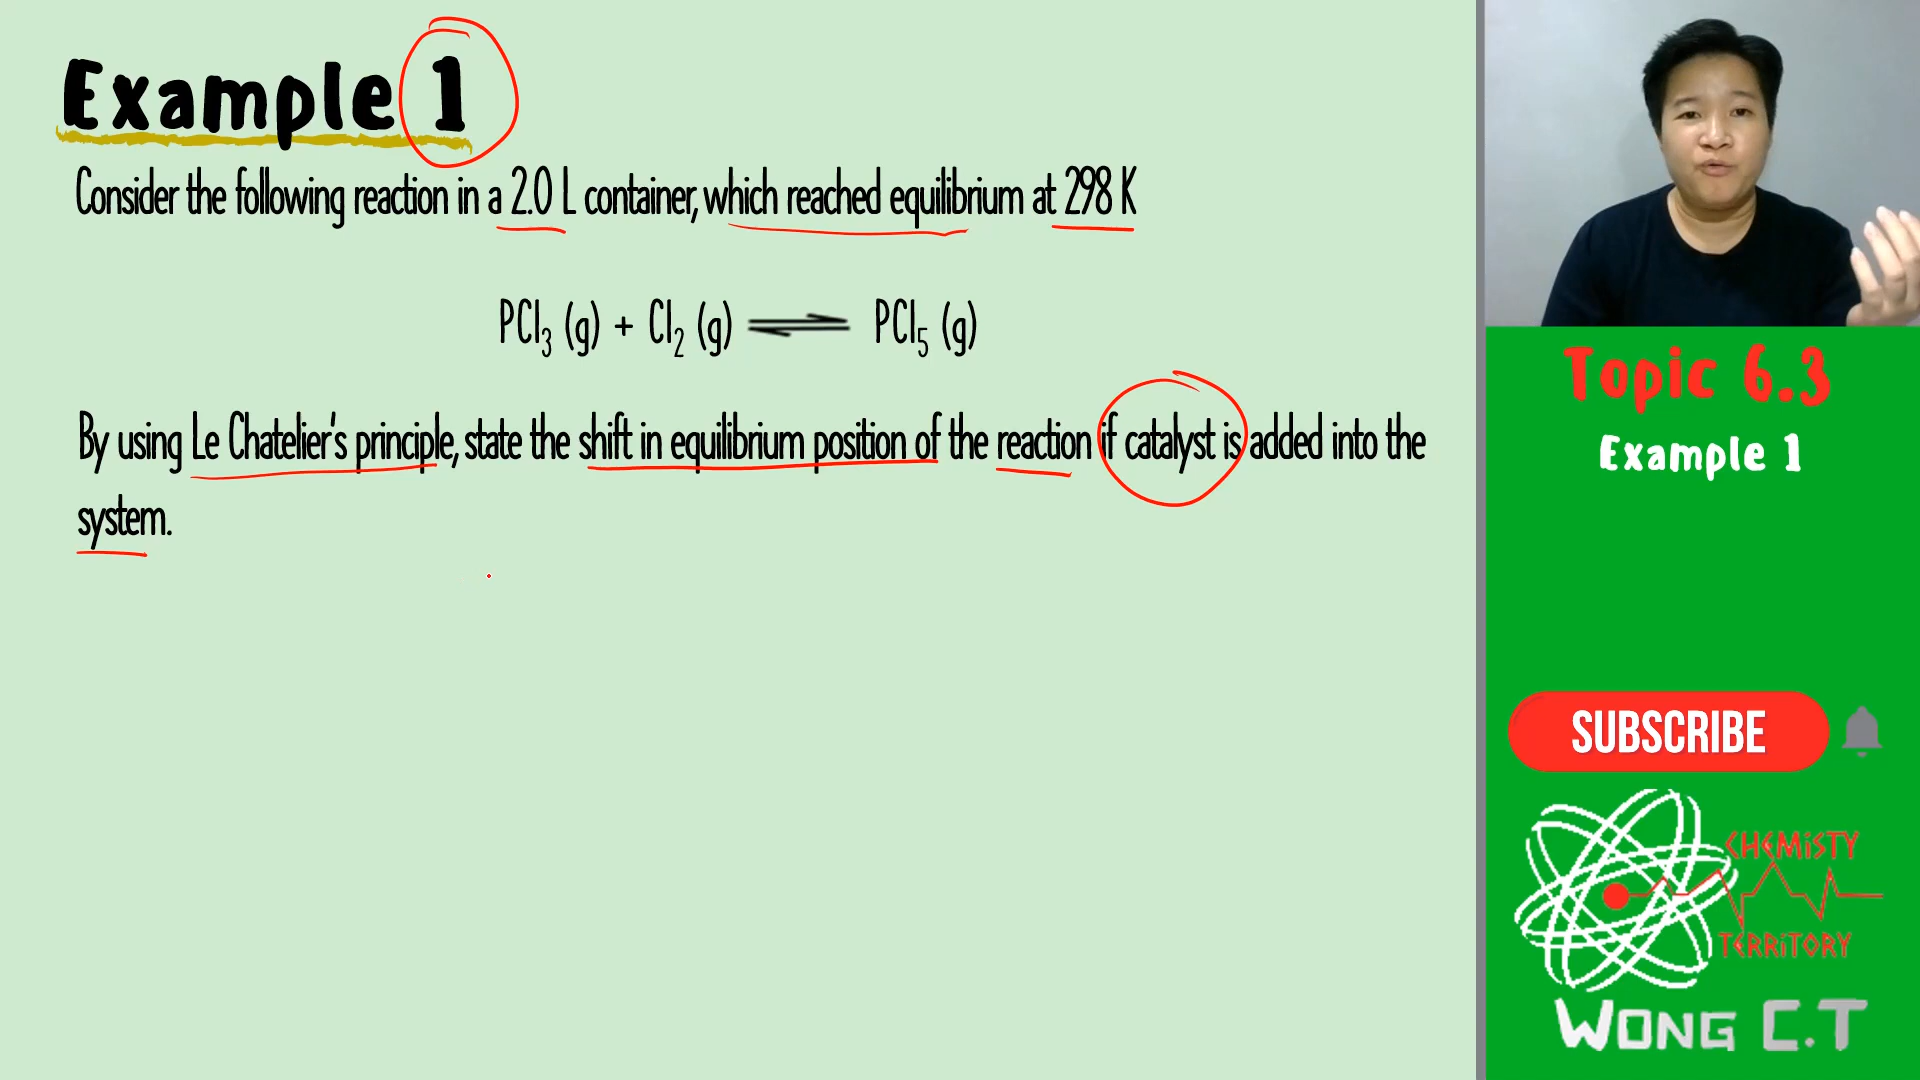 Example 1
Consider the following reaction in a 2.0 L container, which reached equilibrium at 298 K
PCl₃ (g) + Cl₂ (g) ⇌ PCl₅ (g)
By using Le Chatelier's principle, state the shift in equilibrium position of the reaction if catalyst is added into the
system.
Topic 6.3
Example 1
SUBSCRIBE
CHEMiSTY
TERRiTORY
WONG C.T